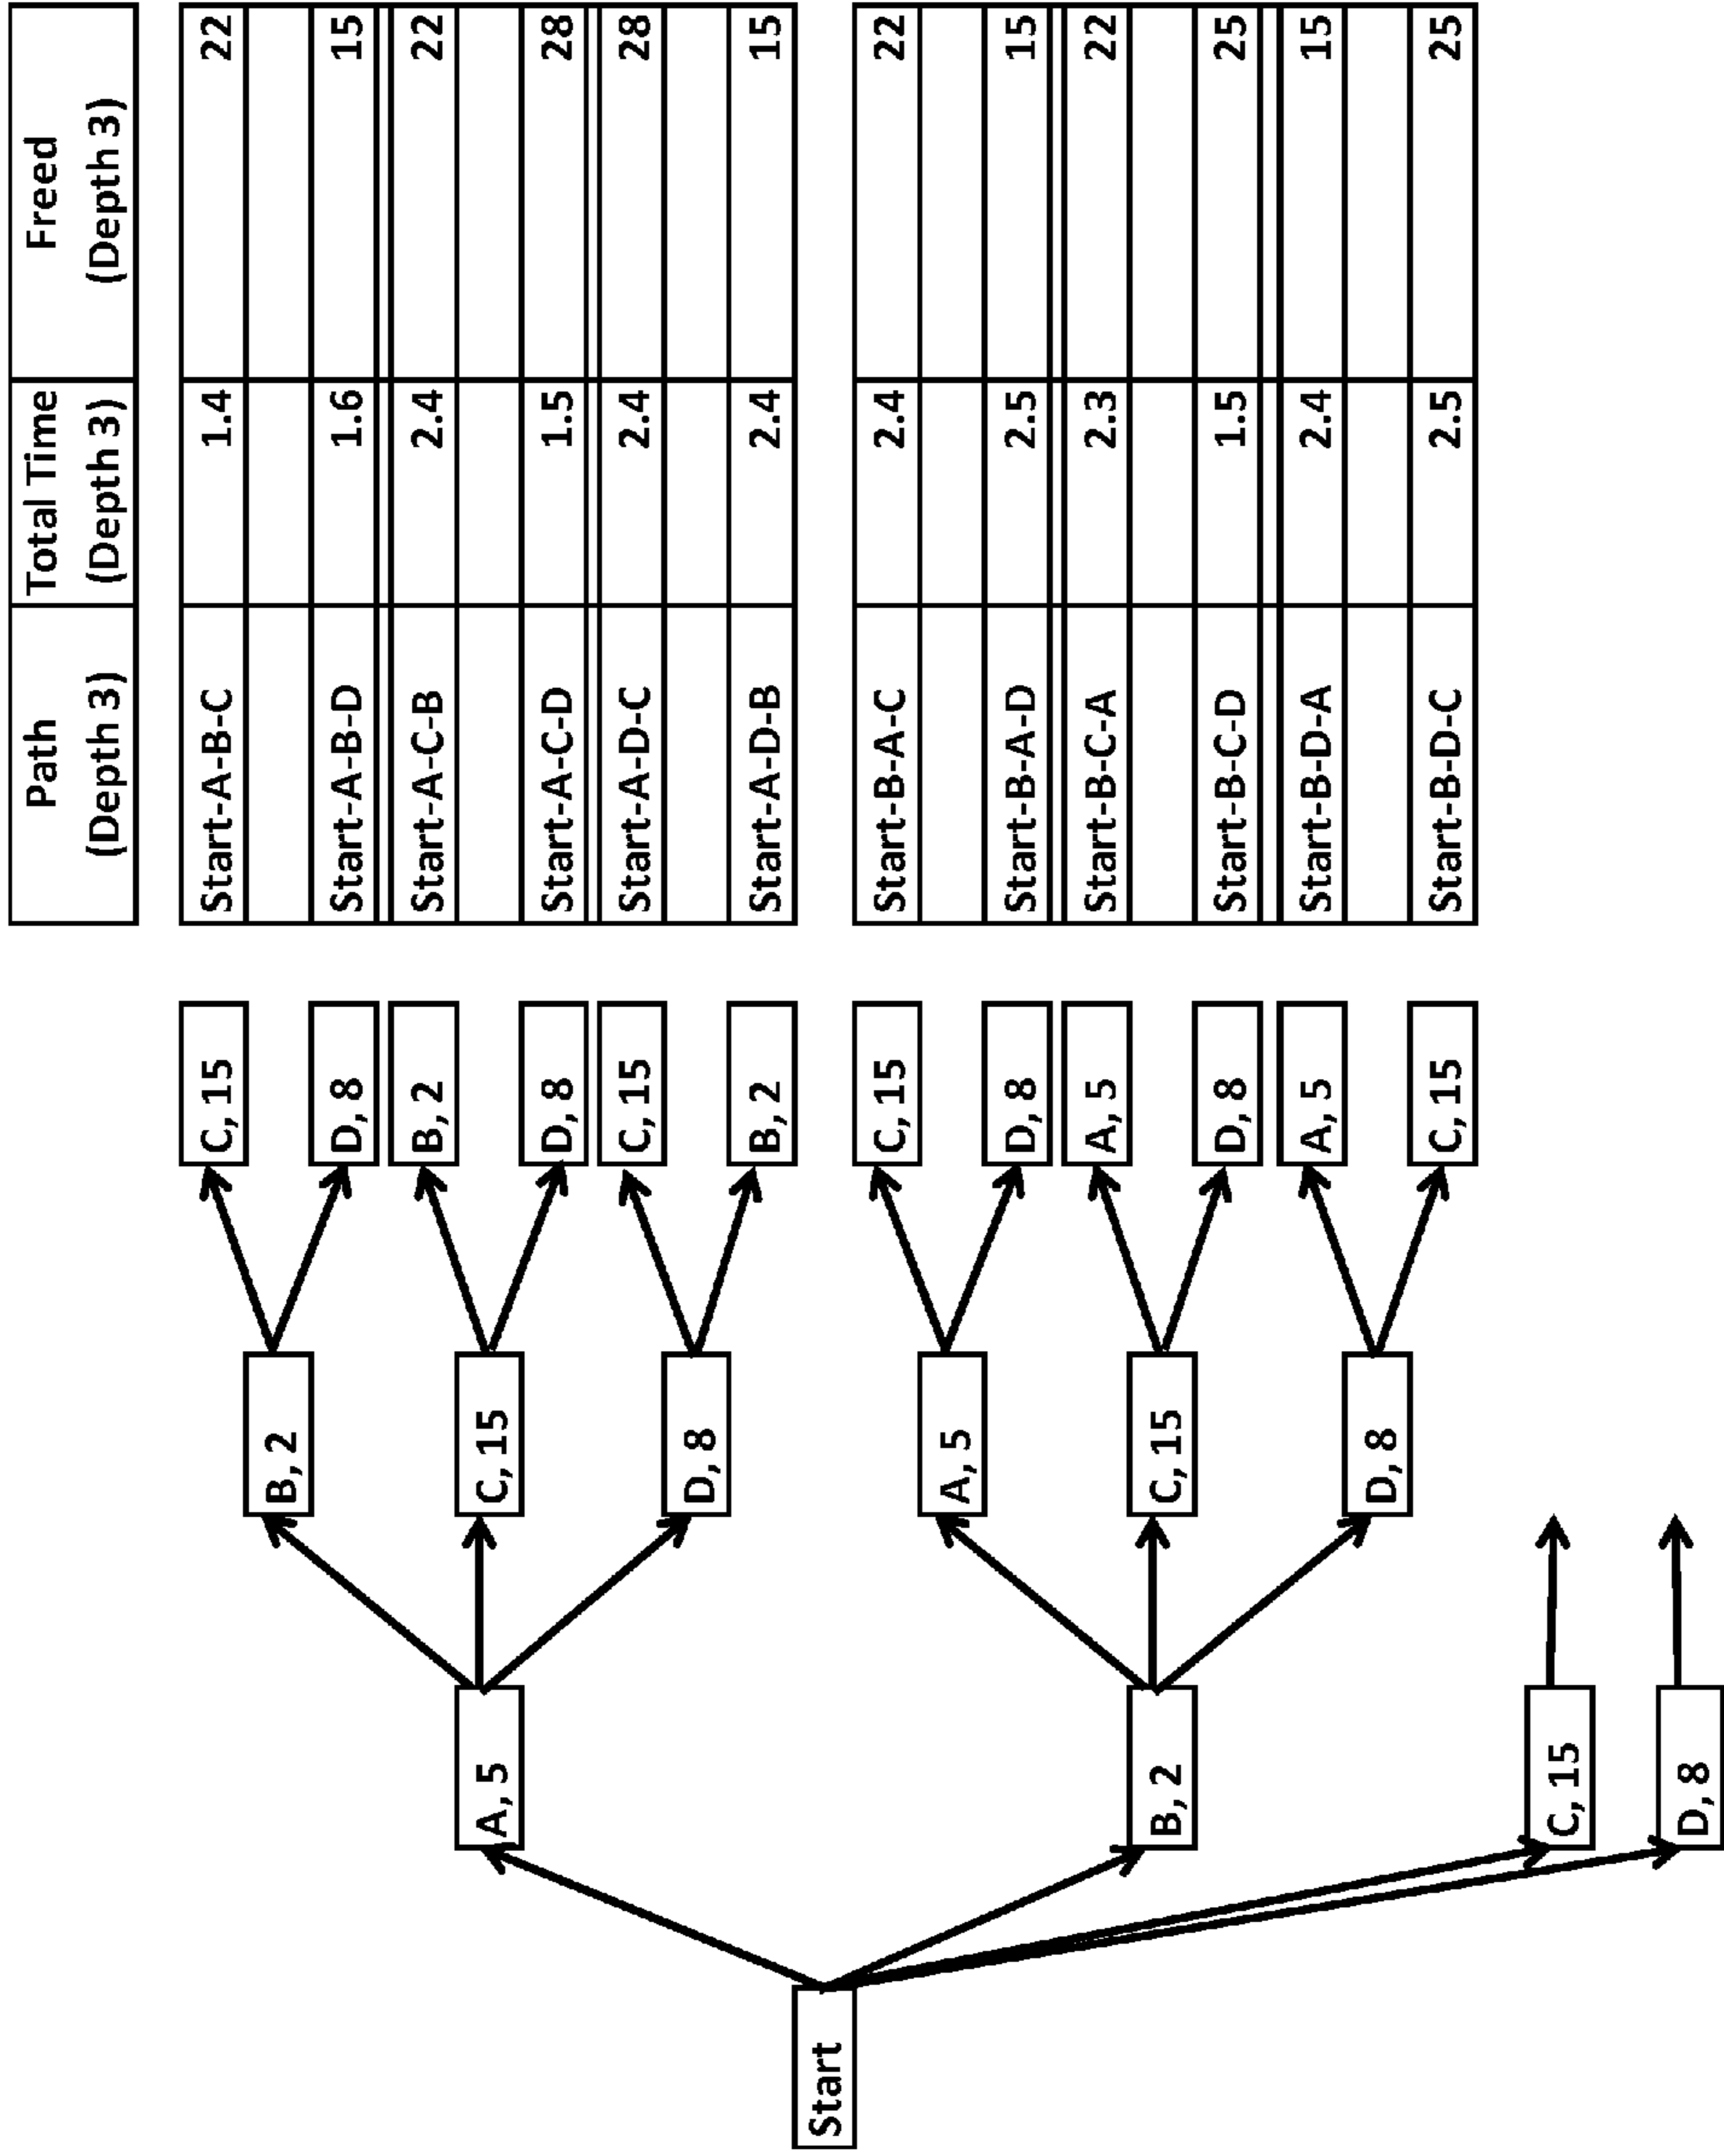 Path
(Depth 3)
Total Time
(Depth 3)
Freed
(Depth 3)
Start-A-B-C 1.4 22
Start-A-B-D 1.6 15
Start-A-C-B 2.4 22
Start-A-C-D 1.5 28
Start-A-D-C 2.4 28
Start-A-D-B 2.4 15
Start-B-A-C 2.4 22
Start-B-A-D 2.5 15
Start-B-C-A 2.3 22
Start-B-C-D 1.5 25
Start-B-D-A 2.4 15
Start-B-D-C 2.5 25
Start
A, 5
B, 2
C, 15
D, 8
B, 2
C, 15
D, 8
A, 5
C, 15
D, 8
C, 15
D, 8
B, 2
D, 8
C, 15
B, 2
C, 15
D, 8
A, 5
D, 8
A, 5
C, 15